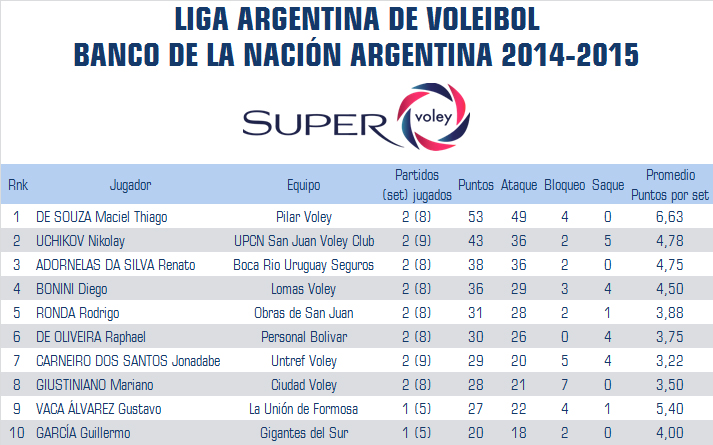 LIGA ARGENTINA DE VOLEIBOL
BANCO DE LA NACIÓN ARGENTINA 2014-2015
SUPER voley
Rnk Jugador Equipo Partidos (set) jugados Puntos Ataque Bloqueo Saque Promedio Puntos por set
1 DE SOUZA Maciel Thiago Pilar Voley 2 (8) 53 49 4 0 6,63
2 UCHIKOV Nikolay UPCN San Juan Voley Club 2 (9) 43 36 2 5 4,78
3 ADORNELAS DA SILVA Renato Boca Rio Uruguay Seguros 2 (8) 38 36 2 0 4,75
4 BONINI Diego Lomas Voley 2 (8) 36 29 3 4 4,50
5 RONDA Rodrigo Obras de San Juan 2 (8) 31 28 2 1 3,88
6 DE OLIVEIRA Raphael Personal Bolivar 2 (8) 30 26 0 4 3,75
7 CARNEIRO DOS SANTOS Jonadabe Untref Voley 2 (9) 29 20 5 4 3,22
8 GIUSTINIANO Mariano Ciudad Voley 2 (8) 28 21 7 0 3,50
9 VACA ÁLVAREZ Gustavo La Unión de Formosa 1 (5) 27 22 4 1 5,40
10 GARCÍA Guillermo Gigantes del Sur 1 (5) 20 18 2 0 4,00